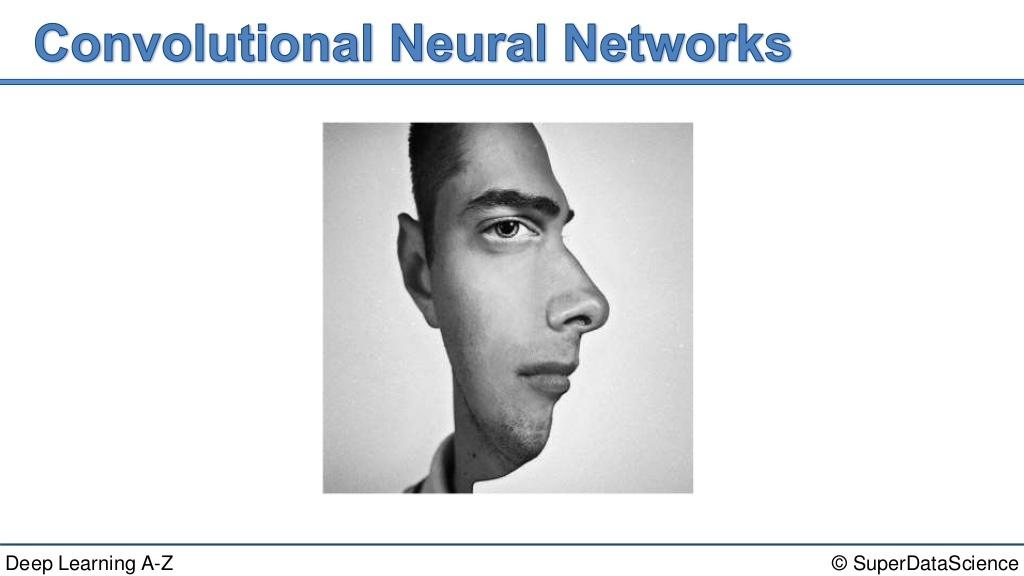 Convolutional Neural Networks
Deep Learning A-Z
© SuperDataScience